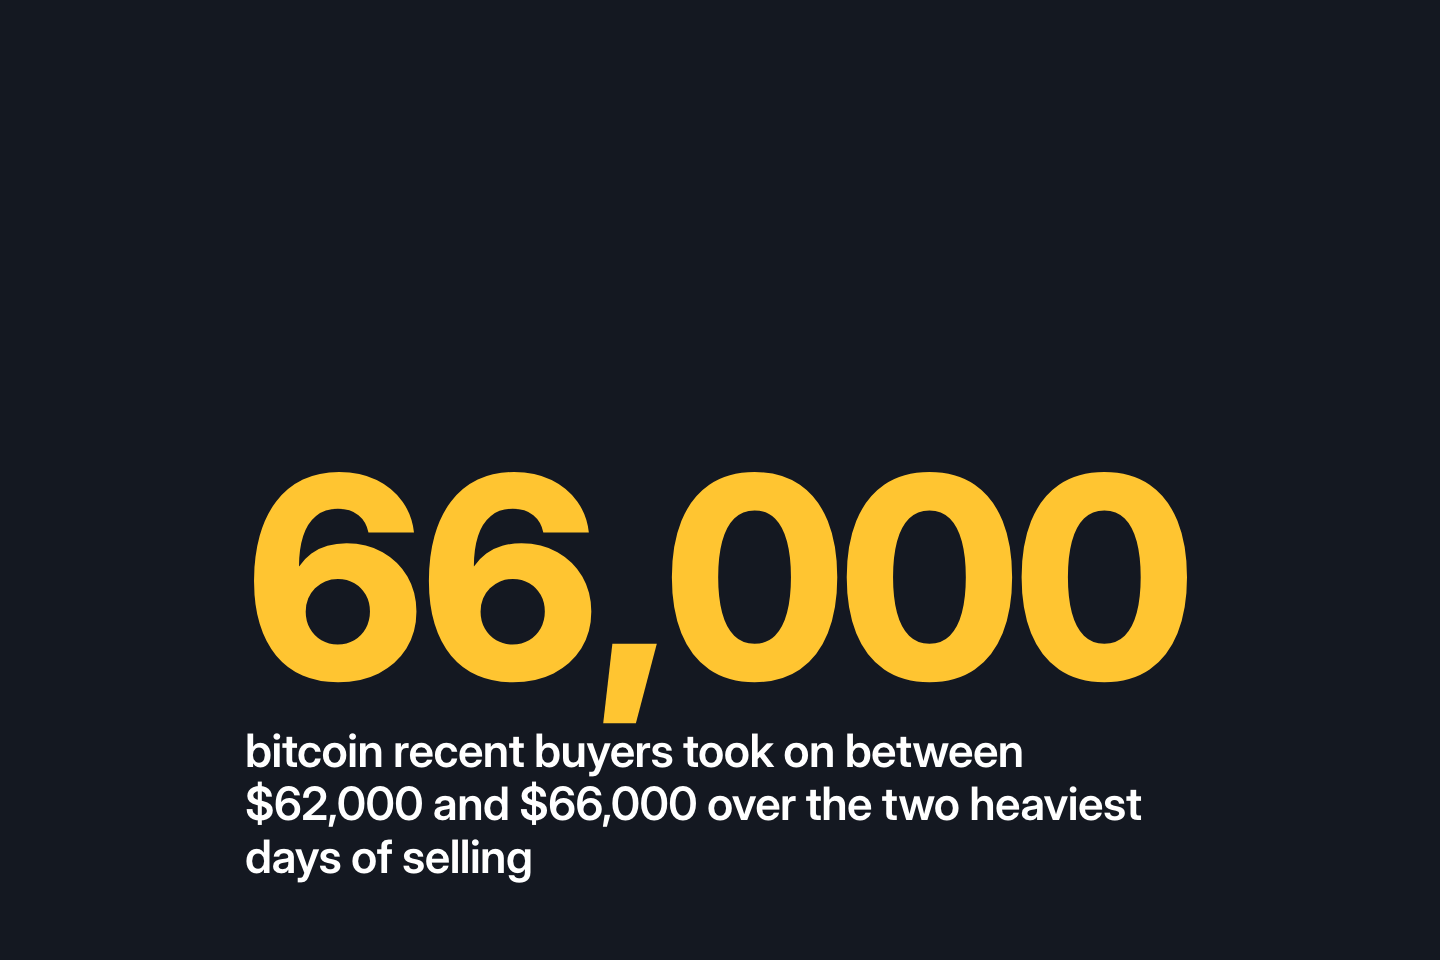 66,000
bitcoin recent buyers took on between
$62,000 and $66,000 over the two heaviest
days of selling